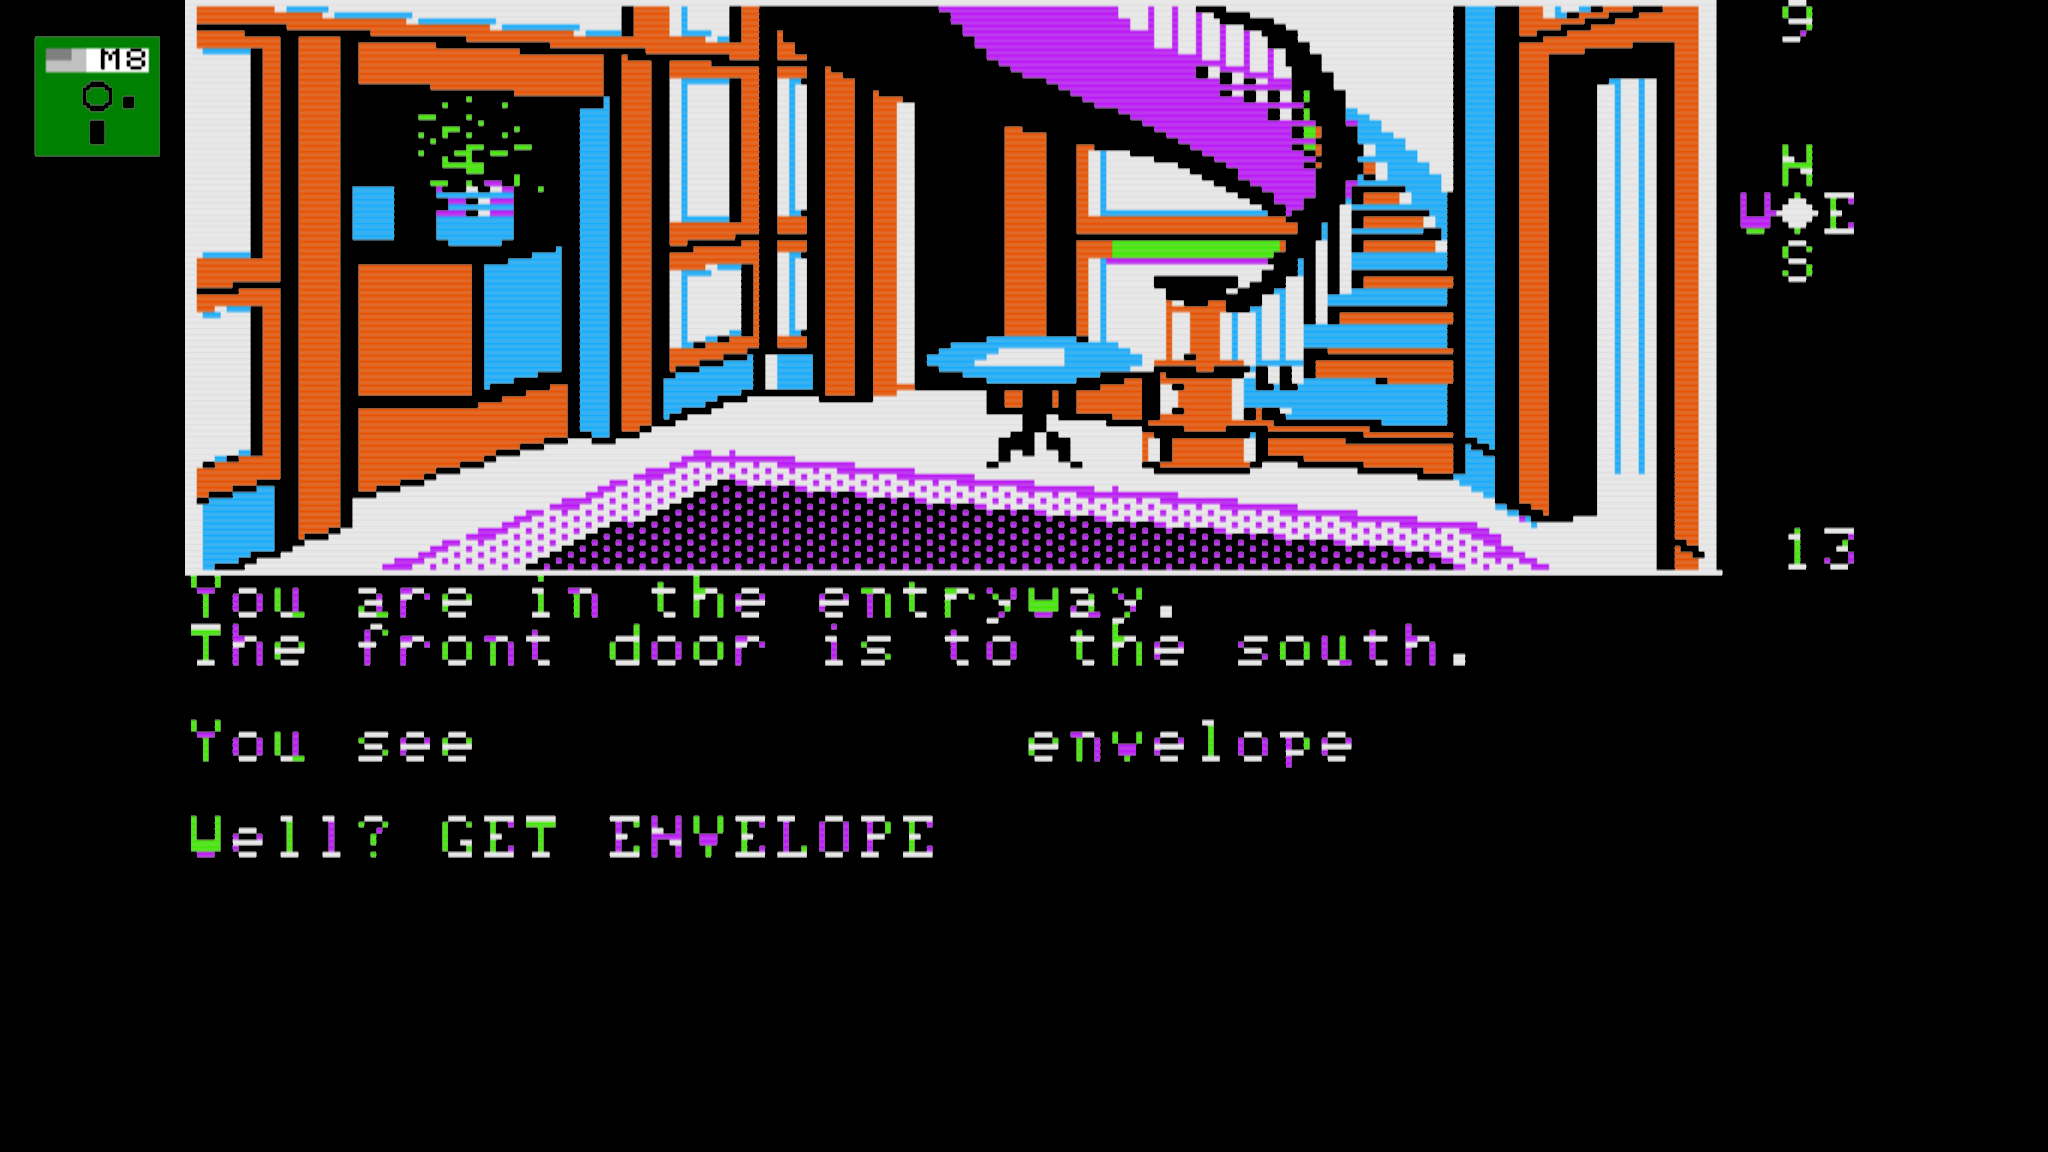 M8
9
N
W E
S
13
You are in the entryway.
The front door is to the south.
You see envelope
Well? GET ENVELOPE